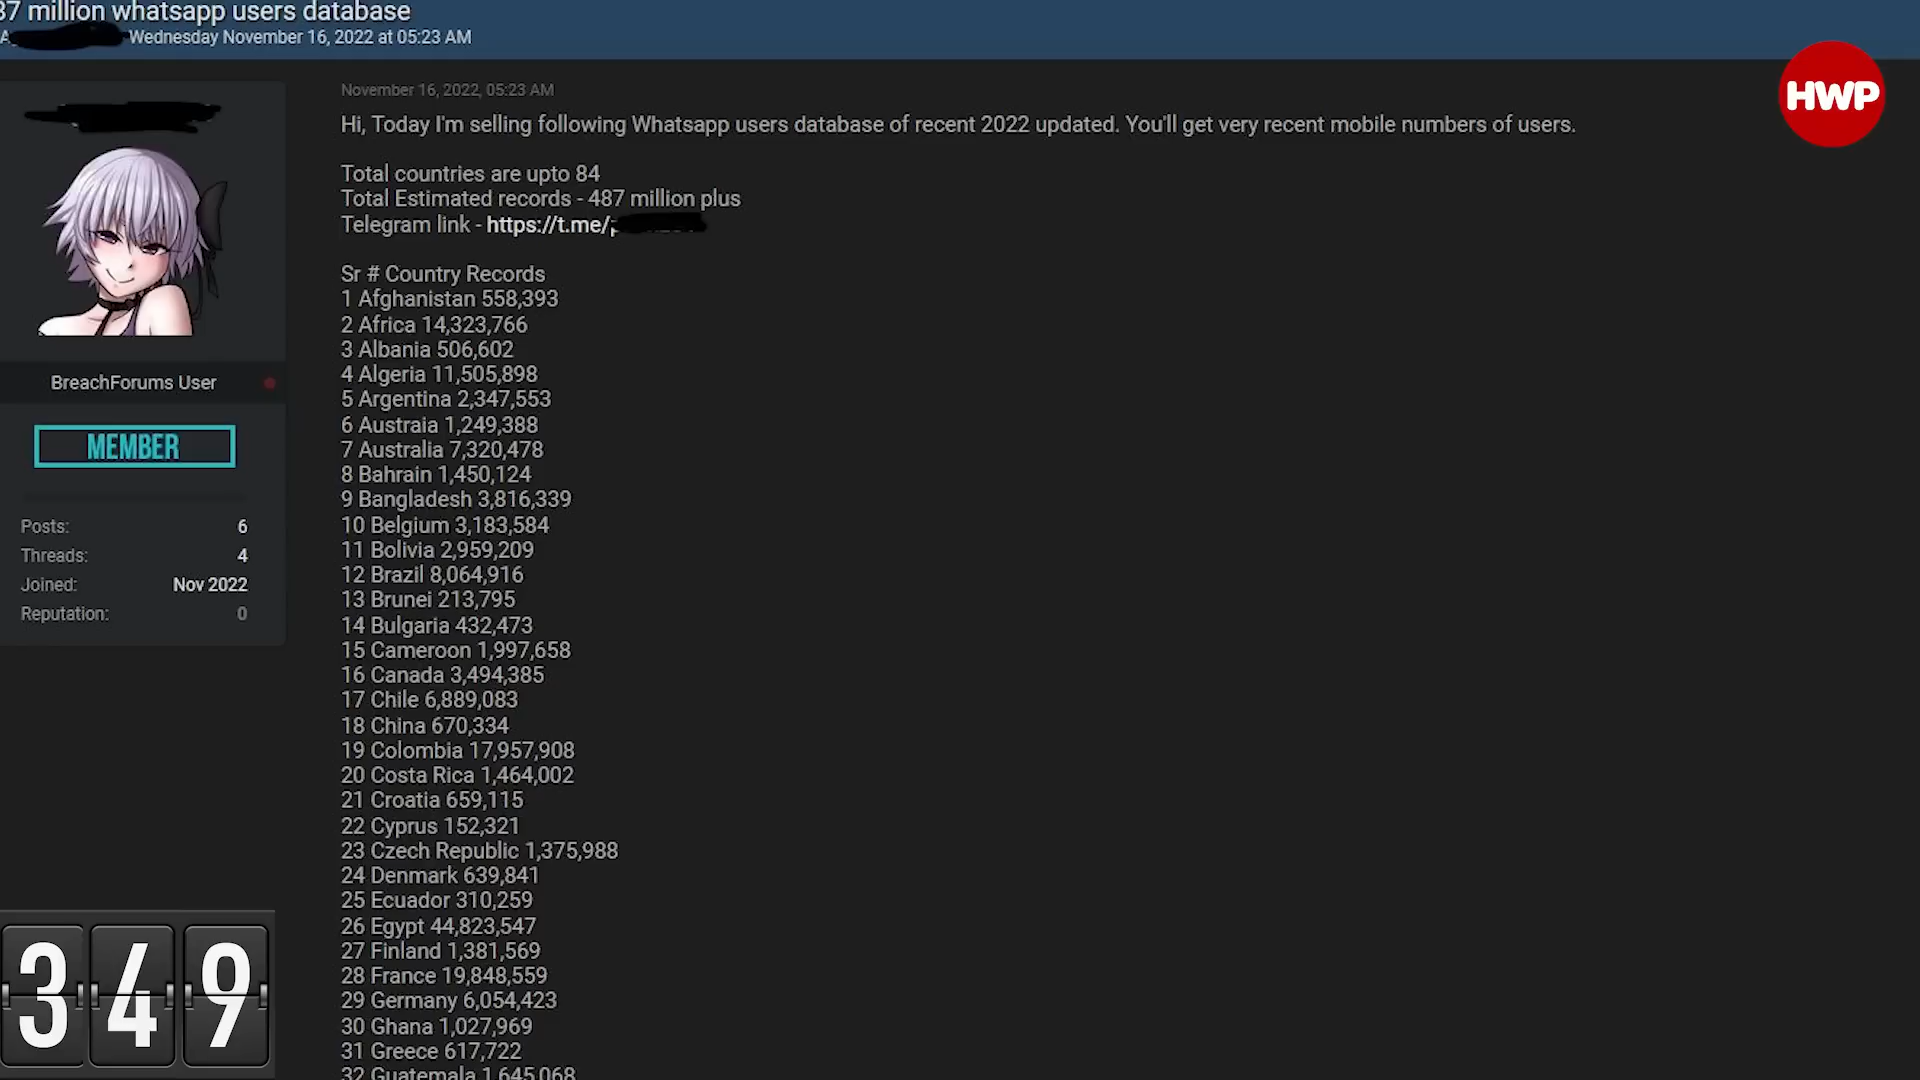 87 million whatsapp users database
Wednesday November 16, 2022 at 05:23 AM
HWP
November 16, 2022, 05:23 AM
Hi, Today I'm selling following Whatsapp users database of recent 2022 updated. You'll get very recent mobile numbers of users.
Total countries are upto 84
Total Estimated records - 487 million plus
Telegram link - https://t.me/
BreachForums User
MEMBER
Posts: 6
Threads: 4
Joined: Nov 2022
Reputation: 0
Sr # Country Records
1 Afghanistan 558,393
2 Africa 14,323,766
3 Albania 506,602
4 Algeria 11,505,898
5 Argentina 2,347,553
6 Austraia 1,249,388
7 Australia 7,320,478
8 Bahrain 1,450,124
9 Bangladesh 3,816,339
10 Belgium 3,183,584
11 Bolivia 2,959,209
12 Brazil 8,064,916
13 Brunei 213,795
14 Bulgaria 432,473
15 Cameroon 1,997,658
16 Canada 3,494,385
17 Chile 6,889,083
18 China 670,334
19 Colombia 17,957,908
20 Costa Rica 1,464,002
21 Croatia 659,115
22 Cyprus 152,321
23 Czech Republic 1,375,988
24 Denmark 639,841
25 Ecuador 310,259
26 Egypt 44,823,547
27 Finland 1,381,569
28 France 19,848,559
29 Germany 6,054,423
30 Ghana 1,027,969
31 Greece 617,722
32 Guatemala 1,645,068
349